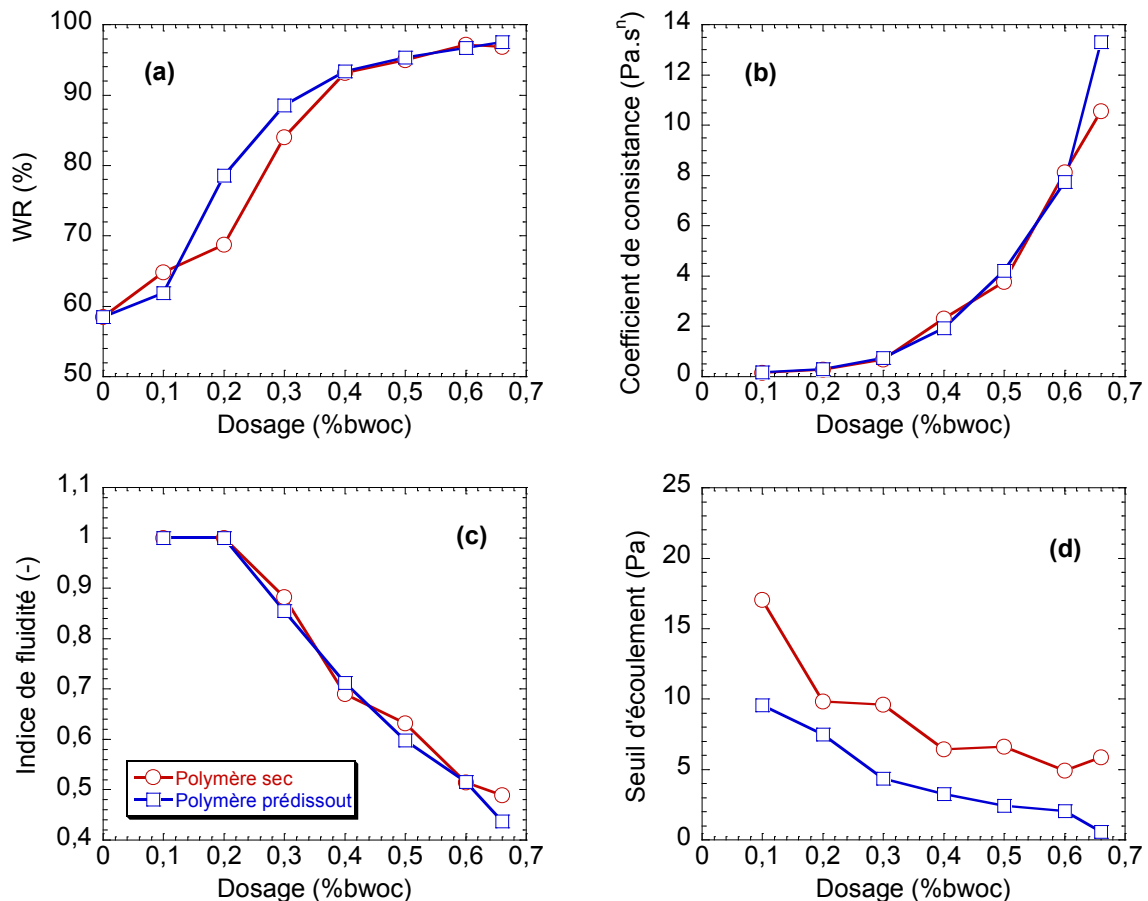 (a)
WR (%)
100
90
80
70
60
50
0 0,1 0,2 0,3 0,4 0,5 0,6 0,7
Dosage (%bwoc)
(b)
Coefficient de consistance (Pa.sⁿ)
14
12
10
8
6
4
2
0
0 0,1 0,2 0,3 0,4 0,5 0,6 0,7
Dosage (%bwoc)
(c)
Indice de fluidité (-)
1,1
1
0,9
0,8
0,7
0,6
0,5
0,4
Polymère sec
Polymère prédissout
0 0,1 0,2 0,3 0,4 0,5 0,6 0,7
Dosage (%bwoc)
(d)
Seuil d'écoulement (Pa)
25
20
15
10
5
0
0 0,1 0,2 0,3 0,4 0,5 0,6 0,7
Dosage (%bwoc)